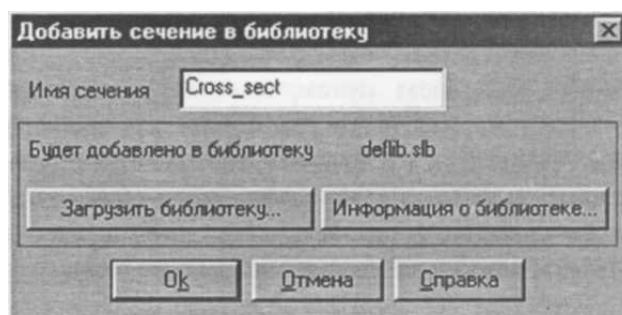 Добавить сечение в библиотеку
Имя сечения Cross_sect
Будет добавлено в библиотеку deflib.slb
Загрузить библиотеку... Информация о библиотеке...
Ok Отмена Справка